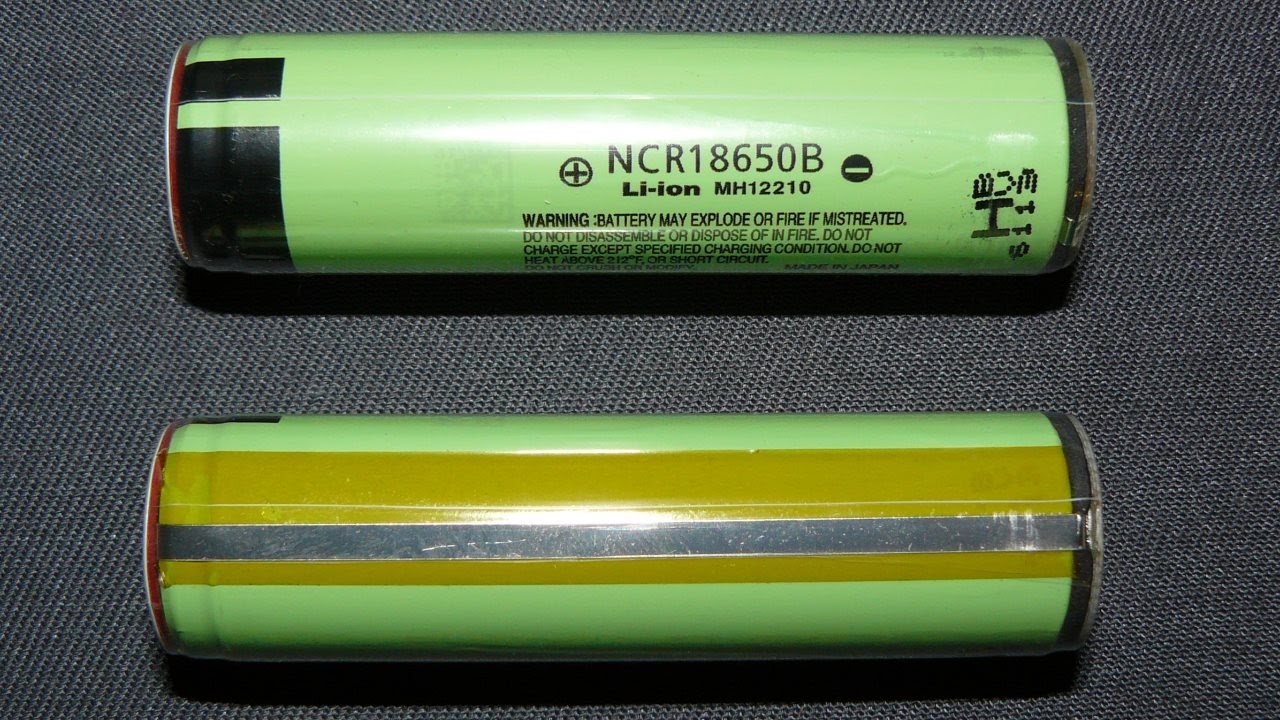 NCR18650B
Li-ion MH12210
WARNING :BATTERY MAY EXPLODE OR FIRE IF MISTREATED.
DO NOT DISASSEMBLE OR DISPOSE OF IN FIRE. DO NOT
CHARGE EXCEPT SPECIFIED CHARGING CONDITION. DO NOT
HEAT ABOVE 212°F, OR SHORT CIRCUIT.
DO NOT CRUSH OR MODIFY. MADE IN JAPAN